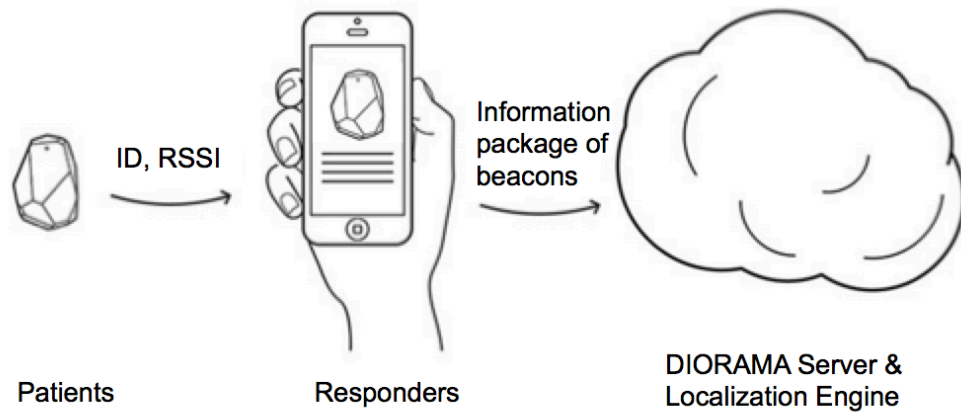 ID, RSSI
Information
package of
beacons
Patients
Responders
DIORAMA Server &
Localization Engine